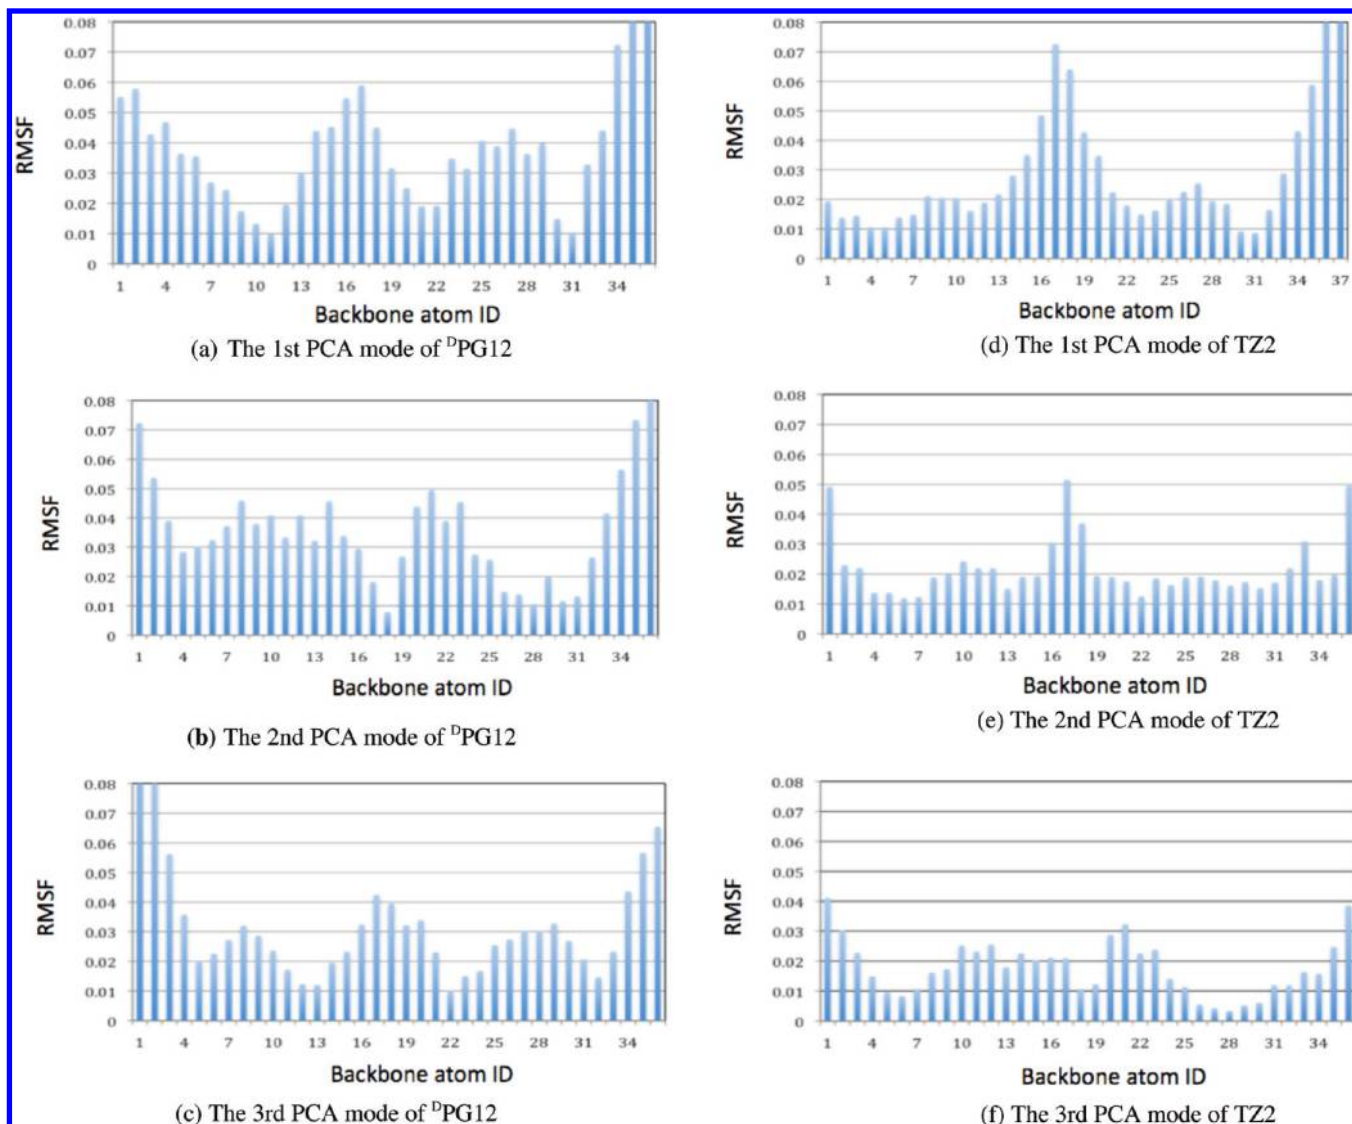 0.08
0.07
0.06
0.05
0.04
0.03
0.02
0.01
0
RMSF
1 4 7 10 13 16 19 22 25 28 31 34
Backbone atom ID
(a) The 1st PCA mode of ᴰPG12
0.08
0.07
0.06
0.05
0.04
0.03
0.02
0.01
0
RMSF
1 4 7 10 13 16 19 22 25 28 31 34 37
Backbone atom ID
(d) The 1st PCA mode of TZ2
0.08
0.07
0.06
0.05
0.04
0.03
0.02
0.01
0
RMSF
1 4 7 10 13 16 19 22 25 28 31 34
Backbone atom ID
(b) The 2nd PCA mode of ᴰPG12
0.08
0.07
0.06
0.05
0.04
0.03
0.02
0.01
0
RMSF
1 4 7 10 13 16 19 22 25 28 31 34
Backbone atom ID
(e) The 2nd PCA mode of TZ2
0.08
0.07
0.06
0.05
0.04
0.03
0.02
0.01
0
RMSF
1 4 7 10 13 16 19 22 25 28 31 34
Backbone atom ID
(c) The 3rd PCA mode of ᴰPG12
0.08
0.07
0.06
0.05
0.04
0.03
0.02
0.01
0
RMSF
1 4 7 10 13 16 19 22 25 28 31 34
Backbone atom ID
(f) The 3rd PCA mode of TZ2